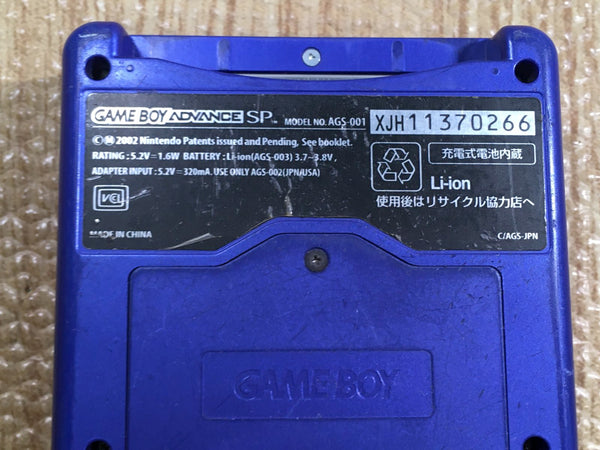 GAME BOY ADVANCE SP™ MODEL NO. AGS-001 XJH11370266
©Ⓜ 2002 Nintendo Patents issued and Pending, See booklet.
RATING : 5.2V⎓1.6W BATTERY : Li-ion(AGS-003) 3.7⎓3.8V,
ADAPTER INPUT : 5.2V⎓320mA. USE ONLY AGS-002(JPN/USA)
VCI
MADE IN CHINA
充電式電池内蔵
Li-ion
使用後はリサイクル協力店へ
C/AGS-JPN
GAME BOY